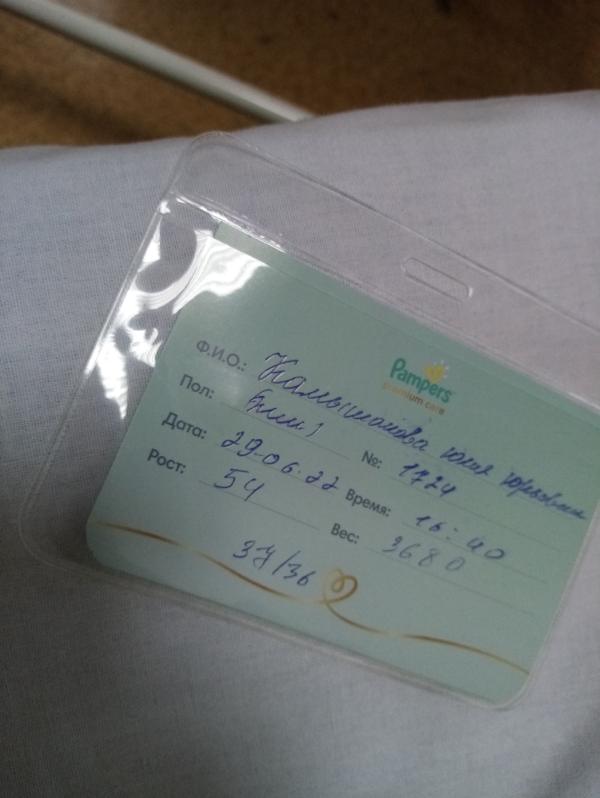 Pampers
premium care
Ф.И.О.: Камышакова Юлия Юрьевна
Пол: №: 1724
Дата: 29.06.22 Время: 16:40
Рост: 54 Вес: 3680
37/36